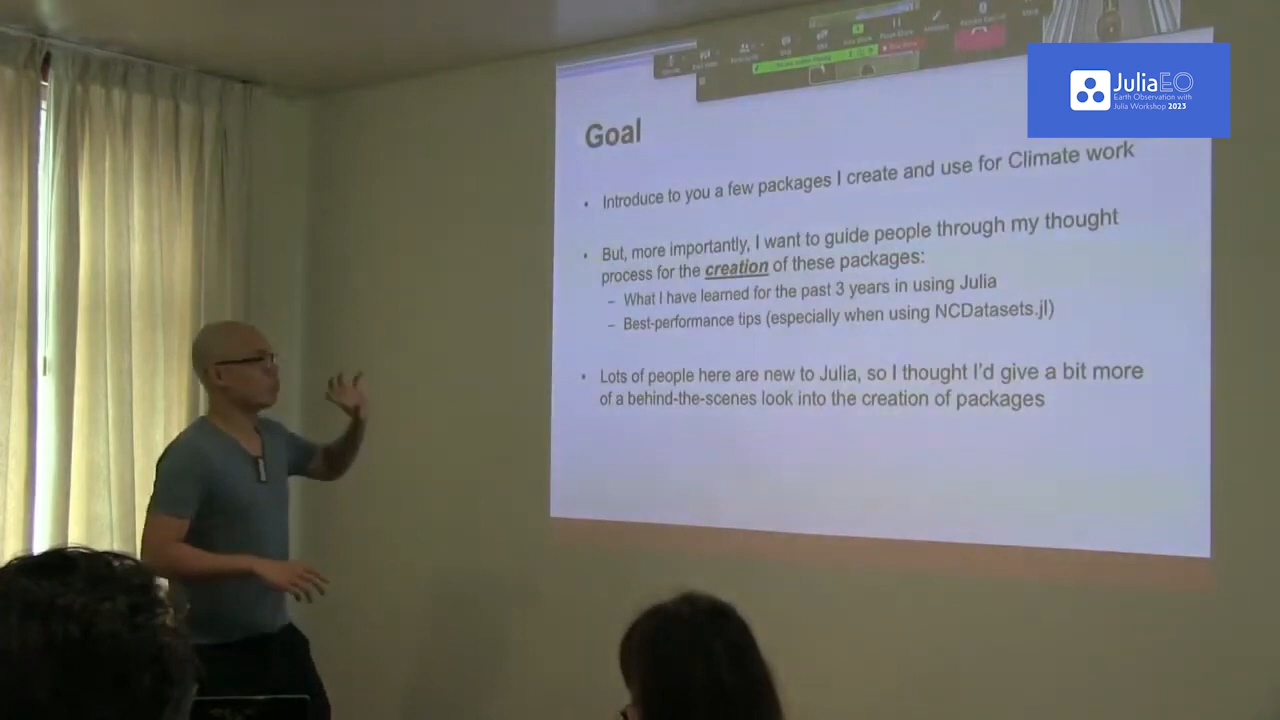 JuliaEO
Earth Observation with
Julia Workshop 2023
Goal
• Introduce to you a few packages I create and use for Climate work
• But, more importantly, I want to guide people through my thought
process for the creation of these packages:
– What I have learned for the past 3 years in using Julia
– Best-performance tips (especially when using NCDatasets.jl)
• Lots of people here are new to Julia, so I thought I'd give a bit more
of a behind-the-scenes look into the creation of packages